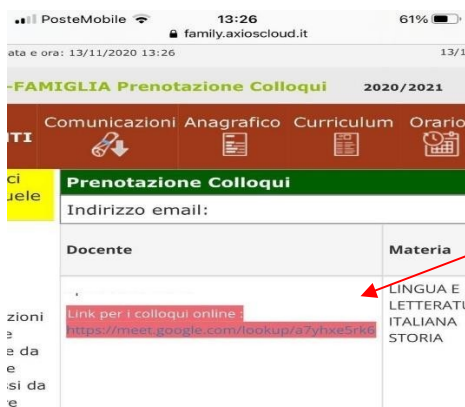 PosteMobile 13:26 61%
family.axioscloud.it
ata e ora: 13/11/2020 13:26 13/1
-FAMIGLIA Prenotazione Colloqui 2020/2021
TI Comunicazioni Anagrafico Curriculum Orario
ci
uele
Prenotazione Colloqui
Indirizzo email:
Docente Materia
Link per i colloqui online :
https://meet.google.com/lookup/a7yhxe5rk6
LINGUA E
LETTERATU
ITALIANA
STORIA
zioni
e
e da
e
si da
re